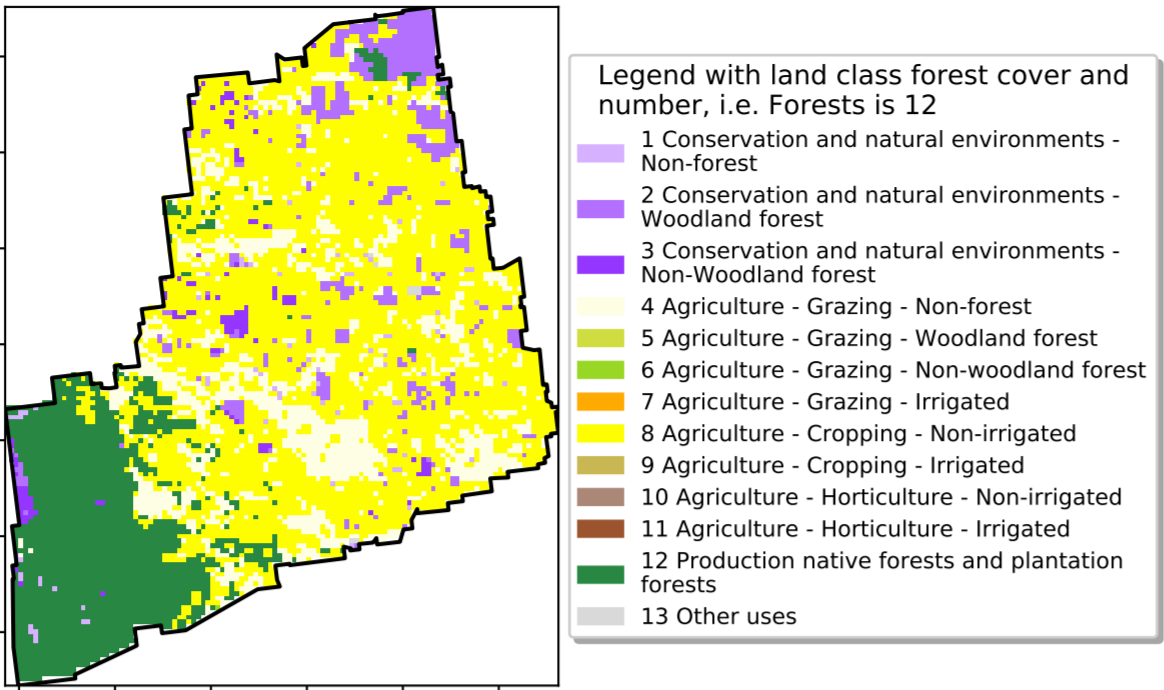 Legend with land class forest cover and
number, i.e. Forests is 12
1 Conservation and natural environments -
Non-forest
2 Conservation and natural environments -
Woodland forest
3 Conservation and natural environments -
Non-Woodland forest
4 Agriculture - Grazing - Non-forest
5 Agriculture - Grazing - Woodland forest
6 Agriculture - Grazing - Non-woodland forest
7 Agriculture - Grazing - Irrigated
8 Agriculture - Cropping - Non-irrigated
9 Agriculture - Cropping - Irrigated
10 Agriculture - Horticulture - Non-irrigated
11 Agriculture - Horticulture - Irrigated
12 Production native forests and plantation
forests
13 Other uses